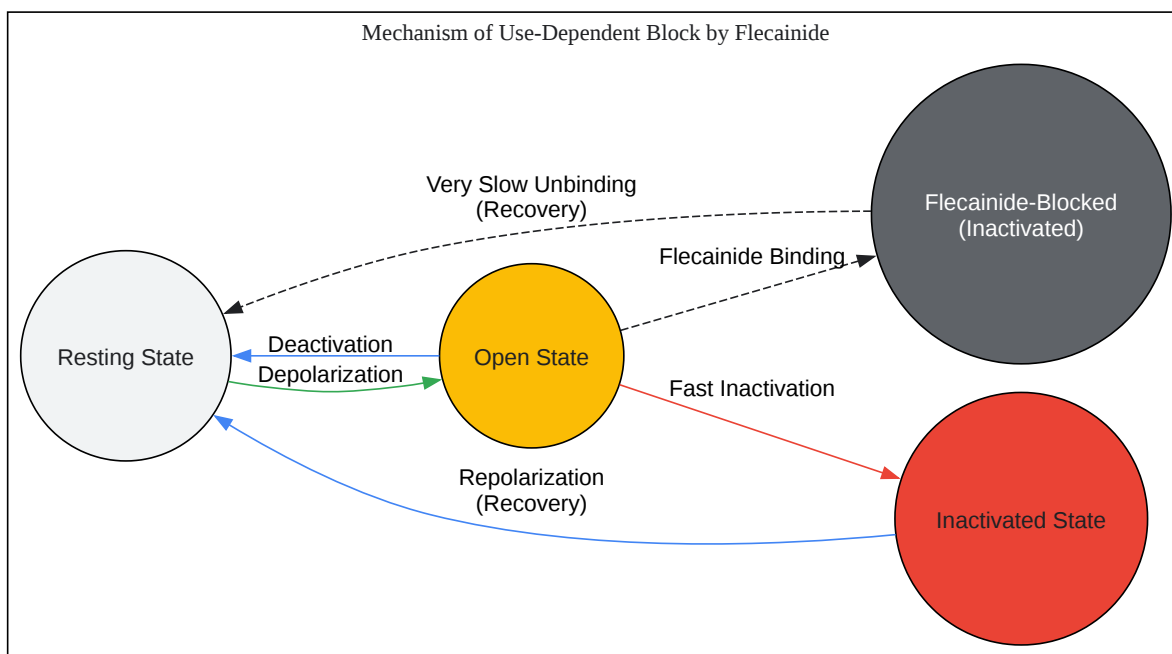 Mechanism of Use-Dependent Block by Flecainide
Very Slow Unbinding
(Recovery)
Flecainide-Blocked
(Inactivated)
Flecainide Binding
Resting State
Deactivation
Depolarization
Open State
Fast Inactivation
Repolarization
(Recovery)
Inactivated State